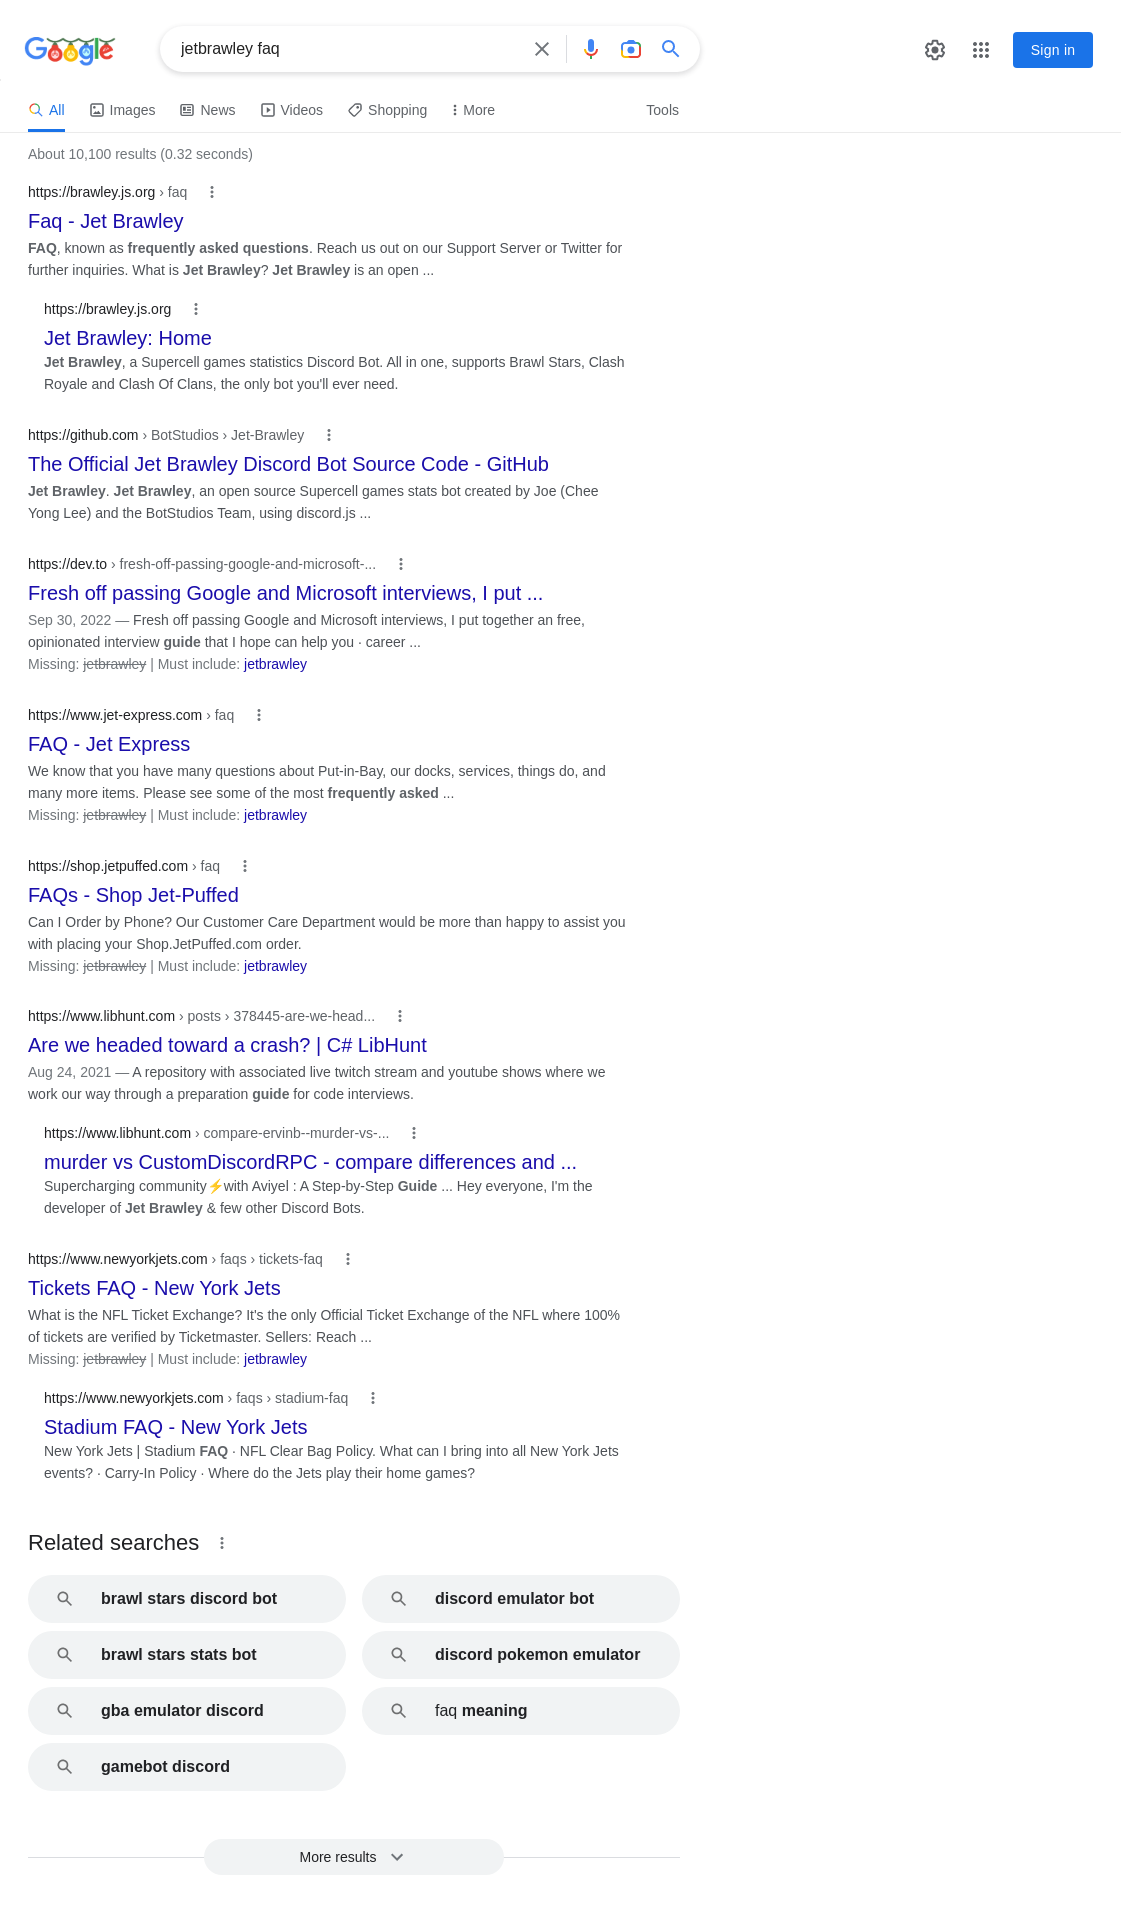 Google
jetbrawley faq
Sign in
All
Images
News
Videos
Shopping
More
Tools
About 10,100 results (0.32 seconds)
https://brawley.js.org › faq
Faq - Jet Brawley
FAQ, known as frequently asked questions. Reach us out on our Support Server or Twitter for
further inquiries. What is Jet Brawley? Jet Brawley is an open ...
https://brawley.js.org
Jet Brawley: Home
Jet Brawley, a Supercell games statistics Discord Bot. All in one, supports Brawl Stars, Clash
Royale and Clash Of Clans, the only bot you'll ever need.
https://github.com › BotStudios › Jet-Brawley
The Official Jet Brawley Discord Bot Source Code - GitHub
Jet Brawley. Jet Brawley, an open source Supercell games stats bot created by Joe (Chee
Yong Lee) and the BotStudios Team, using discord.js ...
https://dev.to › fresh-off-passing-google-and-microsoft-...
Fresh off passing Google and Microsoft interviews, I put ...
Sep 30, 2022 — Fresh off passing Google and Microsoft interviews, I put together an free,
opinionated interview guide that I hope can help you · career ...
Missing: jetbrawley | Must include: jetbrawley
https://www.jet-express.com › faq
FAQ - Jet Express
We know that you have many questions about Put-in-Bay, our docks, services, things do, and
many more items. Please see some of the most frequently asked ...
Missing: jetbrawley | Must include: jetbrawley
https://shop.jetpuffed.com › faq
FAQs - Shop Jet-Puffed
Can I Order by Phone? Our Customer Care Department would be more than happy to assist you
with placing your Shop.JetPuffed.com order.
Missing: jetbrawley | Must include: jetbrawley
https://www.libhunt.com › posts › 378445-are-we-head...
Are we headed toward a crash? | C# LibHunt
Aug 24, 2021 — A repository with associated live twitch stream and youtube shows where we
work our way through a preparation guide for code interviews.
https://www.libhunt.com › compare-ervinb--murder-vs-...
murder vs CustomDiscordRPC - compare differences and ...
Supercharging community⚡with Aviyel : A Step-by-Step Guide ... Hey everyone, I'm the
developer of Jet Brawley & few other Discord Bots.
https://www.newyorkjets.com › faqs › tickets-faq
Tickets FAQ - New York Jets
What is the NFL Ticket Exchange? It's the only Official Ticket Exchange of the NFL where 100%
of tickets are verified by Ticketmaster. Sellers: Reach ...
Missing: jetbrawley | Must include: jetbrawley
https://www.newyorkjets.com › faqs › stadium-faq
Stadium FAQ - New York Jets
New York Jets | Stadium FAQ · NFL Clear Bag Policy. What can I bring into all New York Jets
events? · Carry-In Policy · Where do the Jets play their home games?
Related searches
brawl stars discord bot
discord emulator bot
brawl stars stats bot
discord pokemon emulator
gba emulator discord
faq meaning
gamebot discord
More results